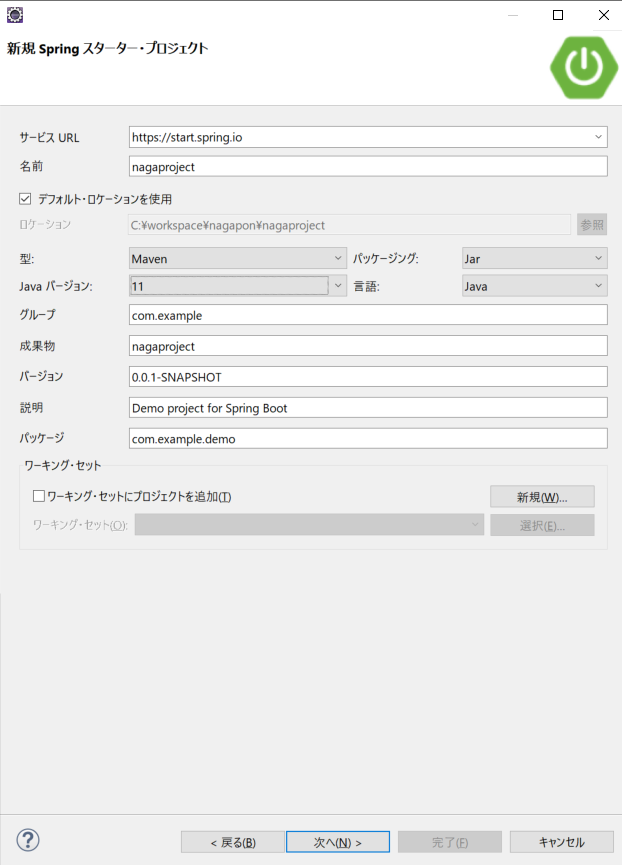 新規 Spring スターター・プロジェクト
サービス URL https://start.spring.io
名前 nagaproject
デフォルト・ロケーションを使用
ロケーション C:¥workspace¥nagapon¥nagaproject 参照
型: Maven パッケージング: Jar
Java バージョン: 11 言語: Java
グループ com.example
成果物 nagaproject
バージョン 0.0.1-SNAPSHOT
説明 Demo project for Spring Boot
パッケージ com.example.demo
ワーキング・セット
ワーキング・セットにプロジェクトを追加(T) 新規(W)...
ワーキング・セット(O): 選択(E)...
? < 戻る(B) 次へ(N) > 完了(F) キャンセル